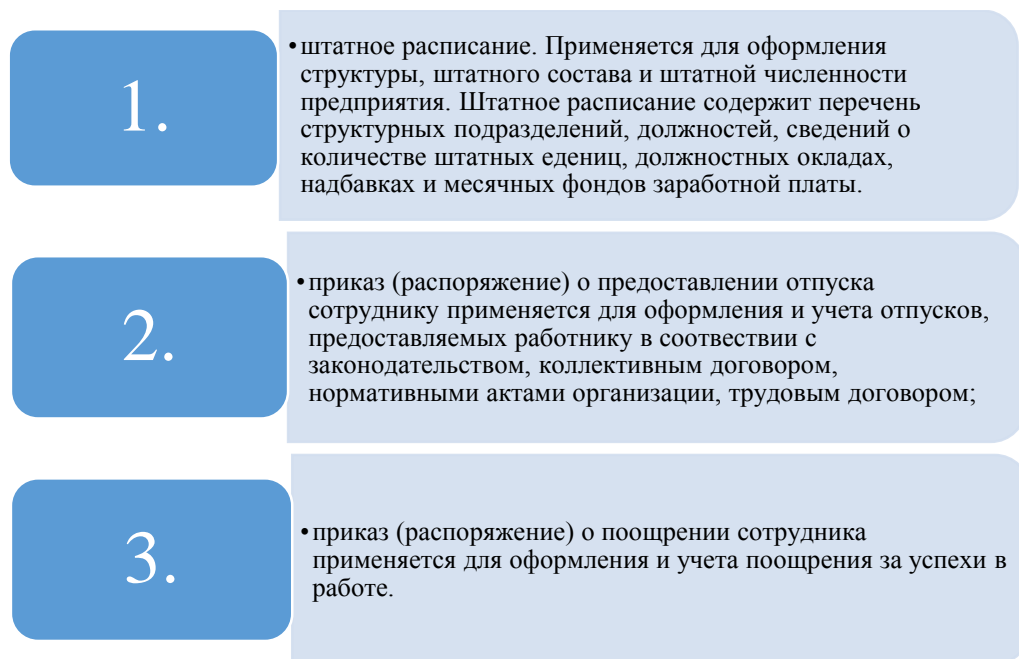 1.
•штатное расписание. Применяется для оформления
структуры, штатного состава и штатной численности
предприятия. Штатное расписание содержит перечень
структурных подразделений, должностей, сведений о
количестве штатных едениц, должностных окладах,
надбавках и месячных фондов заработной платы.
2.
•приказ (распоряжение) о предоставлении отпуска
сотруднику применяется для оформления и учета отпусков,
предоставляемых работнику в соотвествии с
законодательством, коллективным договором,
нормативными актами организации, трудовым договором;
3.
•приказ (распоряжение) о поощрении сотрудника
применяется для оформления и учета поощрения за успехи в
работе.